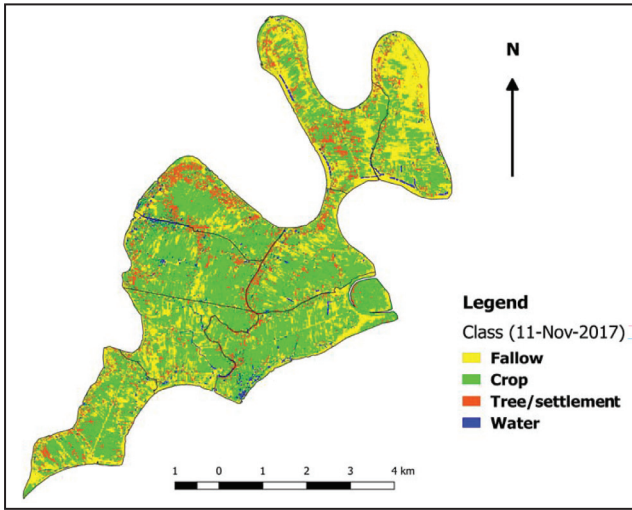 N
Legend
Class (11-Nov-2017)
Fallow
Crop
Tree/settlement
Water
1 0 1 2 3 4 km